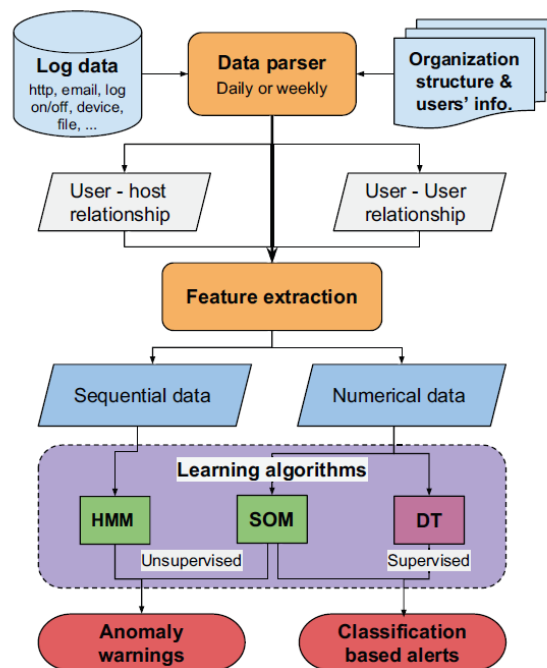 Log data
http, email, log
on/off, device,
file, ...
Data parser
Daily or weekly
Organization
structure &
users' info.
User - host
relationship
User - User
relationship
Feature extraction
Sequential data
Numerical data
Learning algorithms
HMM
SOM
DT
Unsupervised
Supervised
Anomaly
warnings
Classification
based alerts